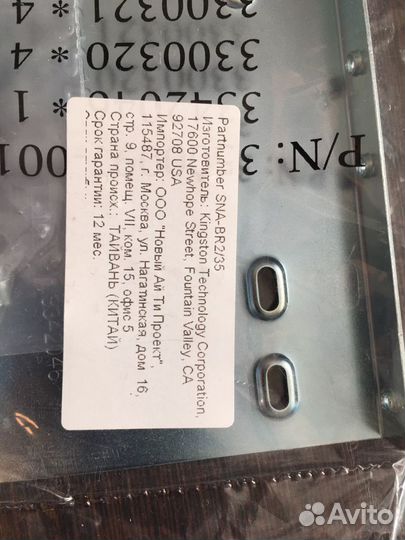 Partnumber SNA-BR2/35
Изготовитель: Kingston Technology Corporation,
17600 Newhope Street, Fountain Valley, CA
92708 USA
Импортер: ООО "Новый Ай Ти Проект",
115487, г. Москва, ул. Нагатинская, дом 16,
стр. 9, помещ. VII, ком. 15, офис 5
Страна происх.: ТАЙВАНЬ (КИТАЙ)
Срок гарантии: 12 мес.
P/N: 3 001
* 1
3300320 * 4
3300321 * 4
Avito